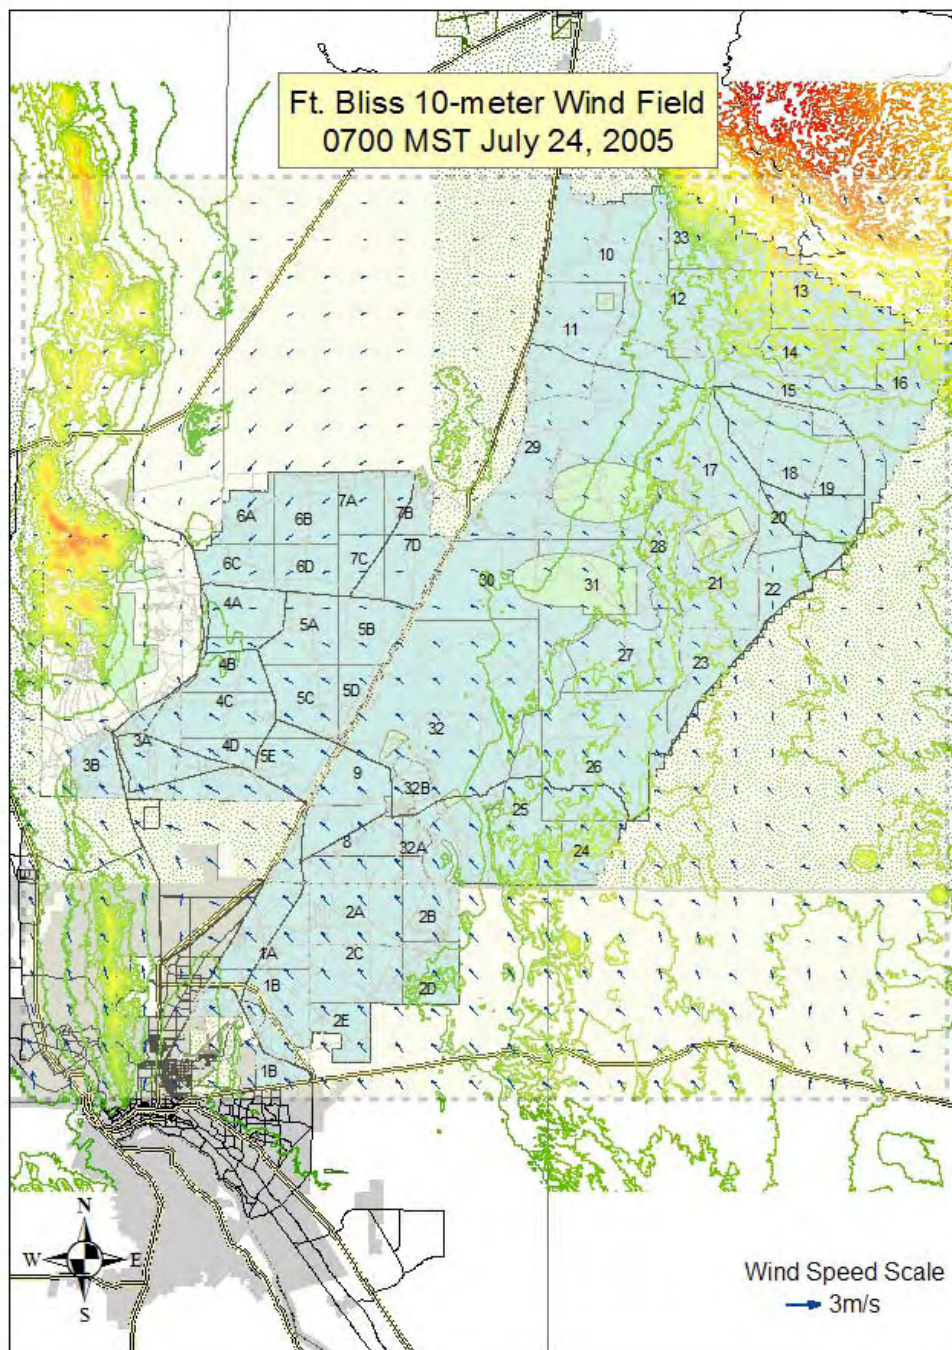 Ft. Bliss 10-meter Wind Field
0700 MST July 24, 2005
33
10
12
13
11
14
15
16
29
17
18
19
7A
7B
6A
6B
20
6C
6D
7C
7D
28
30
31
21
22
4A
5A
5B
27
23
4B
4C
5C
5D
32
3A
4D
5E
3B
9
26
32B
25
8
32A
24
2A
2B
1A
2C
1B
2D
2E
1B
N
W
E
S
Wind Speed Scale
3m/s